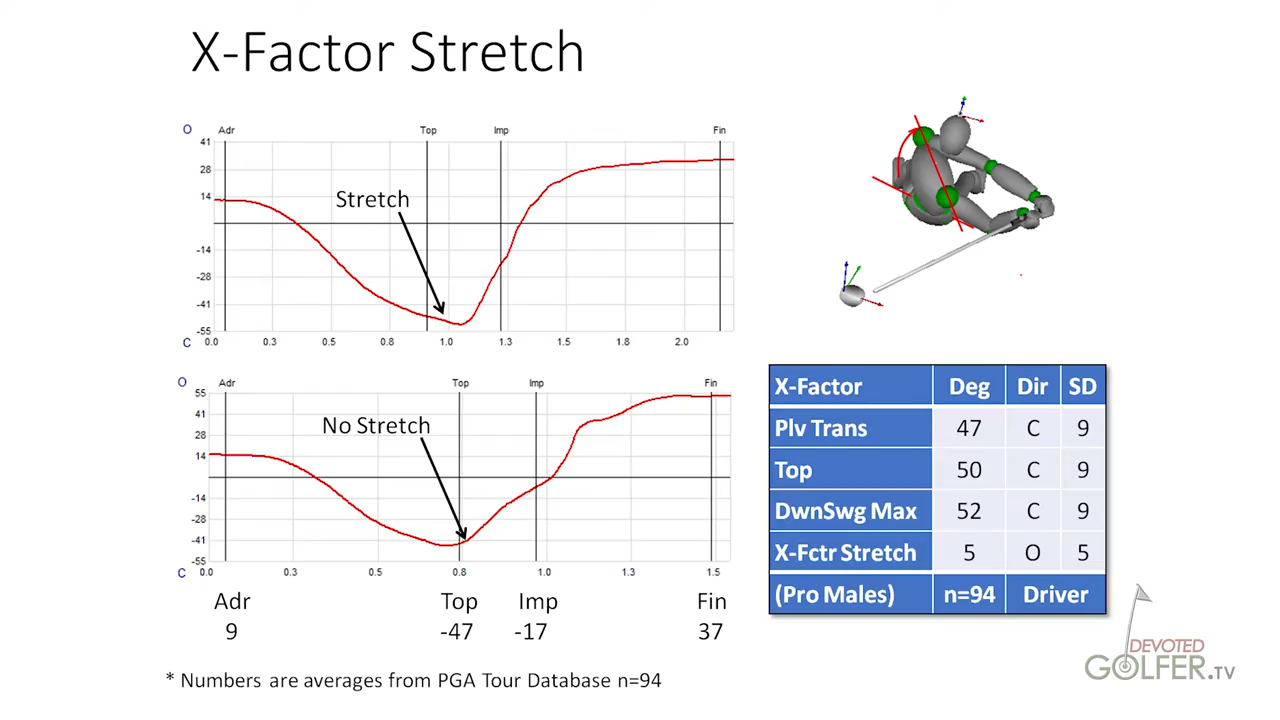 X-Factor Stretch
O
Adr Top Imp Fin
41
28
14
-14
-28
-41
-55
C 0.0 0.3 0.5 0.8 1.0 1.3 1.5 1.8 2.0
Stretch
O
Adr Top Imp Fin
55
41
28
14
-14
-28
-41
-55
C 0.0 0.3 0.5 0.8 1.0 1.3 1.5
No Stretch
Adr Top Imp Fin
9 -47 -17 37
* Numbers are averages from PGA Tour Database n=94
X-Factor Deg Dir SD
Plv Trans 47 C 9
Top 50 C 9
DwnSwg Max 52 C 9
X-Fctr Stretch 5 O 5
(Pro Males) n=94 Driver
DEVOTED
GOLFER.TV